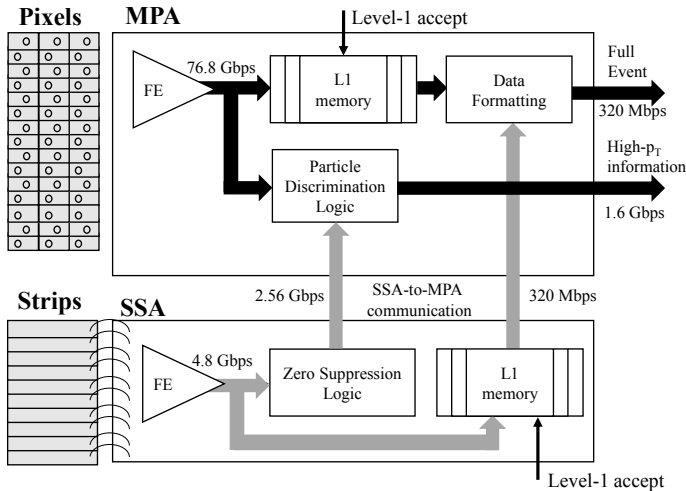 Pixels
MPA
Level-1 accept
76.8 Gbps
FE
L1
memory
Data
Formatting
Full
Event
320 Mbps
Particle
Discrimination
Logic
High-pT
information
1.6 Gbps
2.56 Gbps
SSA-to-MPA
communication
320 Mbps
Strips
SSA
4.8 Gbps
FE
Zero Suppression
Logic
L1
memory
Level-1 accept